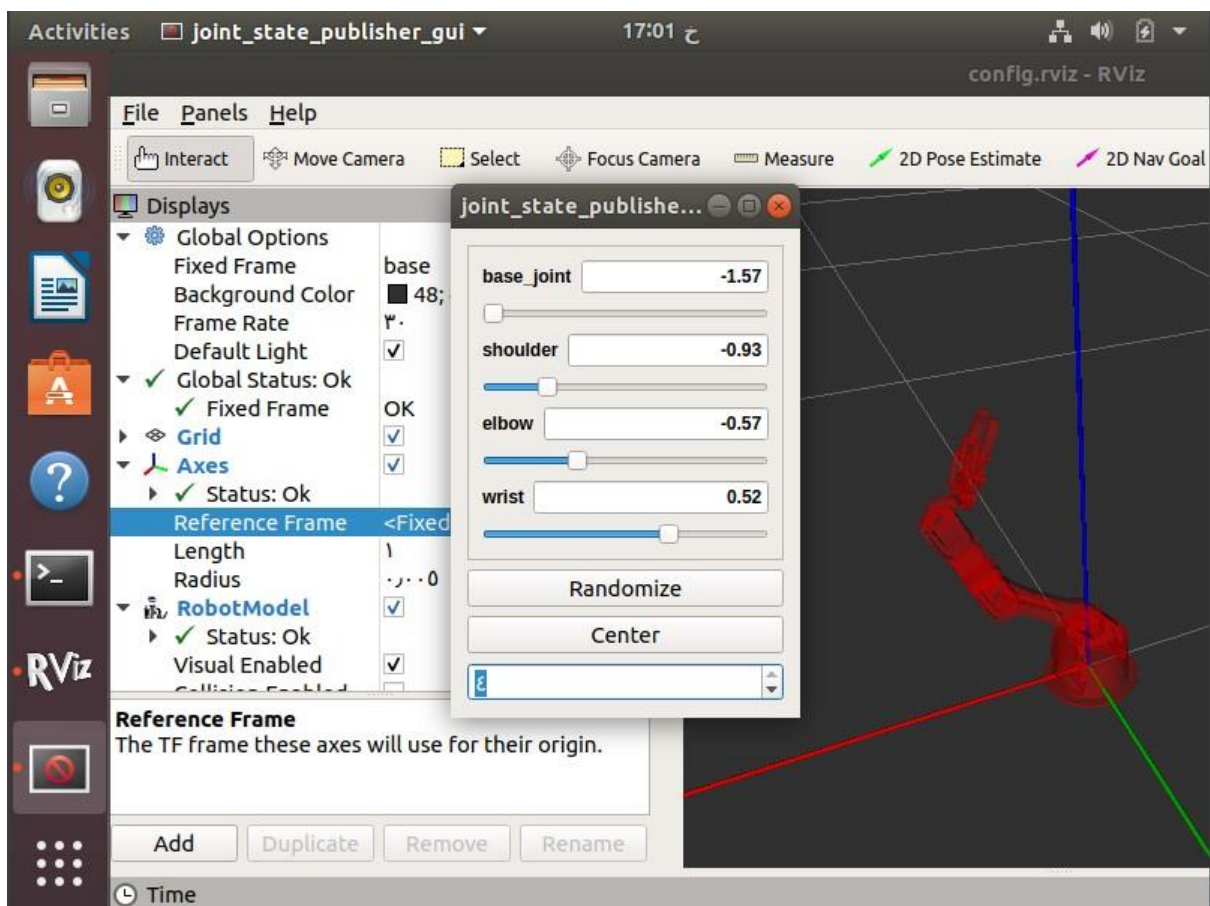 Activities joint_state_publisher_gui 17:01 خ
config.rviz - RViz
File Panels Help
Interact Move Camera Select Focus Camera Measure 2D Pose Estimate 2D Nav Goal
Displays
Global Options
Fixed Frame base
Background Color 48;
Frame Rate ٣٠
Default Light
Global Status: Ok
Fixed Frame OK
Grid
Axes
Status: Ok
Reference Frame <Fixed
Length ١
Radius ٠٫٠٠٥
RobotModel
Status: Ok
Visual Enabled
Reference Frame
The TF frame these axes will use for their origin.
Add Duplicate Remove Rename
Time
joint_state_publishe...
base_joint -1.57
shoulder -0.93
elbow -0.57
wrist 0.52
Randomize
Center
٤
RViz